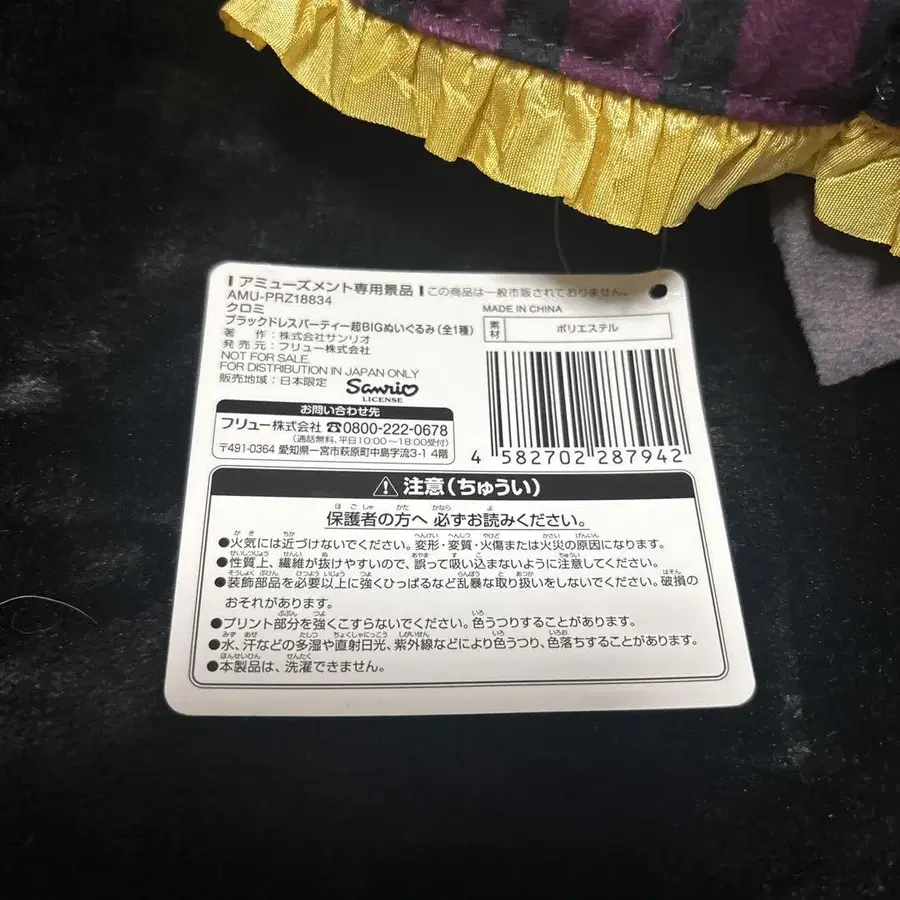 アミューズメント専用景品 この商品は一般市販されておりません。
AMU-PRZ18834
クロミ
ブラックドレスパーティー超BIGぬいぐるみ(全1種)
著 作:株式会社サンリオ
発 売 元:フリュー株式会社
NOT FOR SALE.
FOR DISTRIBUTION IN JAPAN ONLY
販売地域:日本限定
Sanrio
LICENSE
MADE IN CHINA
素材 ポリエステル
4 582702 287942
お問い合わせ先
フリュー株式会社 ☎0800-222-0678
(通話無料、平日10:00〜18:00受付)
〒491-0364 愛知県一宮市萩原町中島字流3-1 4階
⚠注意(ちゅうい)
保護者の方へ 必ずお読みください。
●火気には近づけないでください。変形・変質・火傷または火災の原因になります。
●性質上、繊維が抜けやすいので、誤って吸い込まないように注意してください。
●装飾部品を必要以上に強くひっぱるなど乱暴な取り扱いをしないでください。破損の
おそれがあります。
●プリント部分を強くこすらないでください。色うつりすることがあります。
●水、汗などの多湿や直射日光、紫外線などにより色うつり、色落ちすることがあります。
●本製品は、洗濯できません。